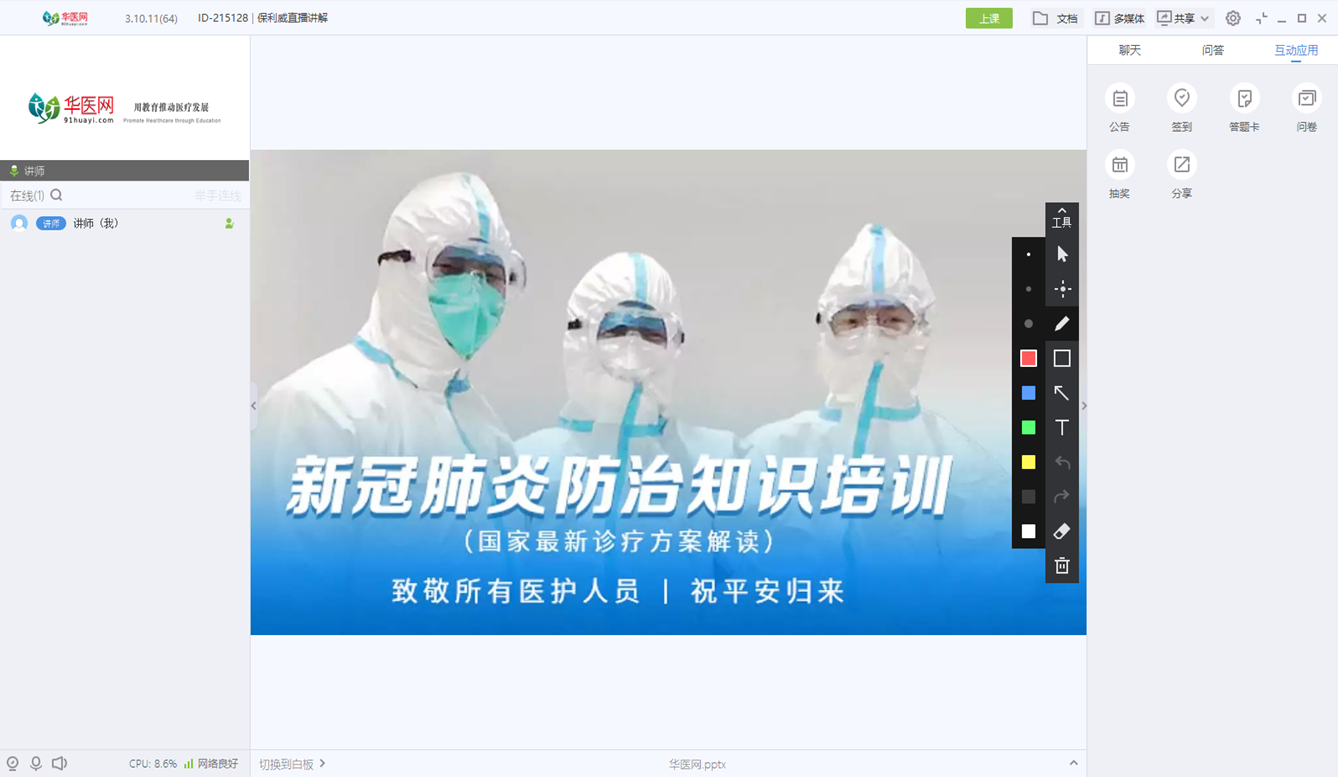 华医网
91huayi.com
3.10.11(64)
ID-215128 | 保利威直播讲解
上课
文档
多媒体
共享
华医网
91huayi.com
用教育推动医疗发展
Promote Healthcare through Education
讲师
在线(1)
举手连线
讲师
讲师（我）
聊天
问答
互动应用
公告
签到
答题卡
问卷
抽奖
分享
工具
T
新冠肺炎防治知识培训
（国家最新诊疗方案解读）
致敬所有医护人员 | 祝平安归来
CPU: 8.6%
网络良好
切换到白板
华医网.pptx